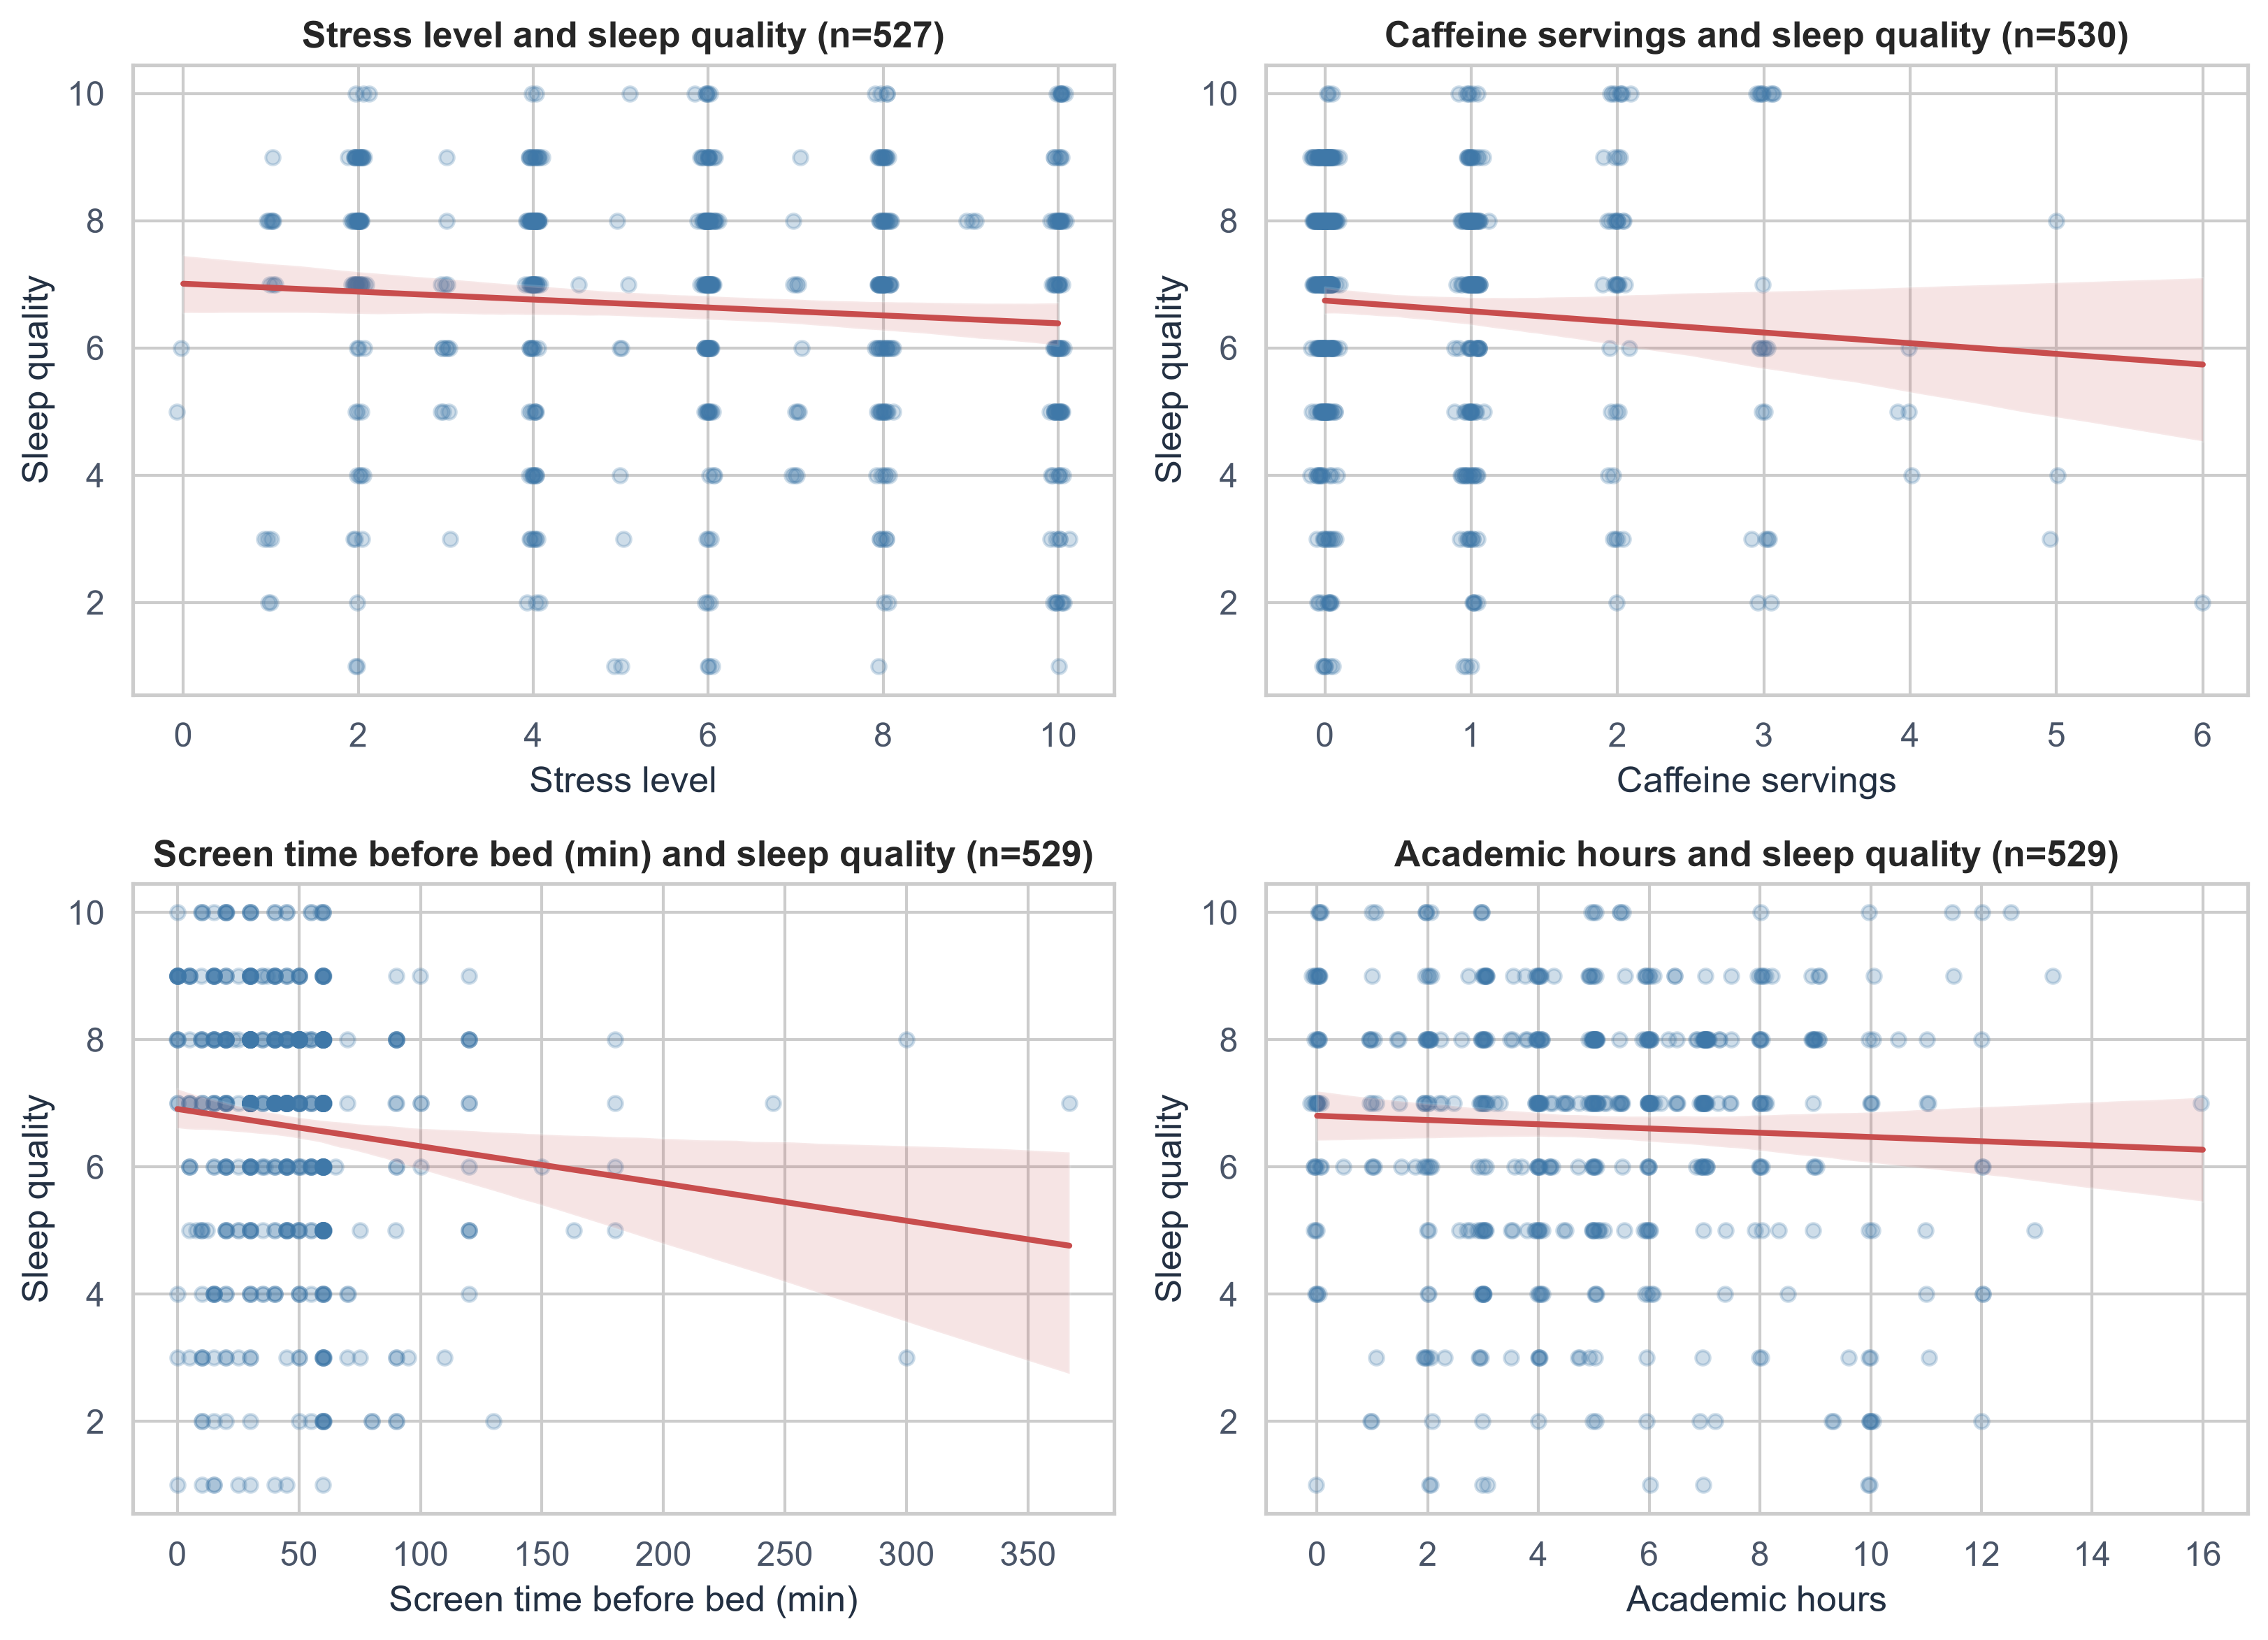 Stress level and sleep quality (n=527)
10
8
6
4
2
Sleep quality
0 2 4 6 8 10
Stress level
Caffeine servings and sleep quality (n=530)
10
8
6
4
2
Sleep quality
0 1 2 3 4 5 6
Caffeine servings
Screen time before bed (min) and sleep quality (n=529)
10
8
6
4
2
Sleep quality
0 50 100 150 200 250 300 350
Screen time before bed (min)
Academic hours and sleep quality (n=529)
10
8
6
4
2
Sleep quality
0 2 4 6 8 10 12 14 16
Academic hours